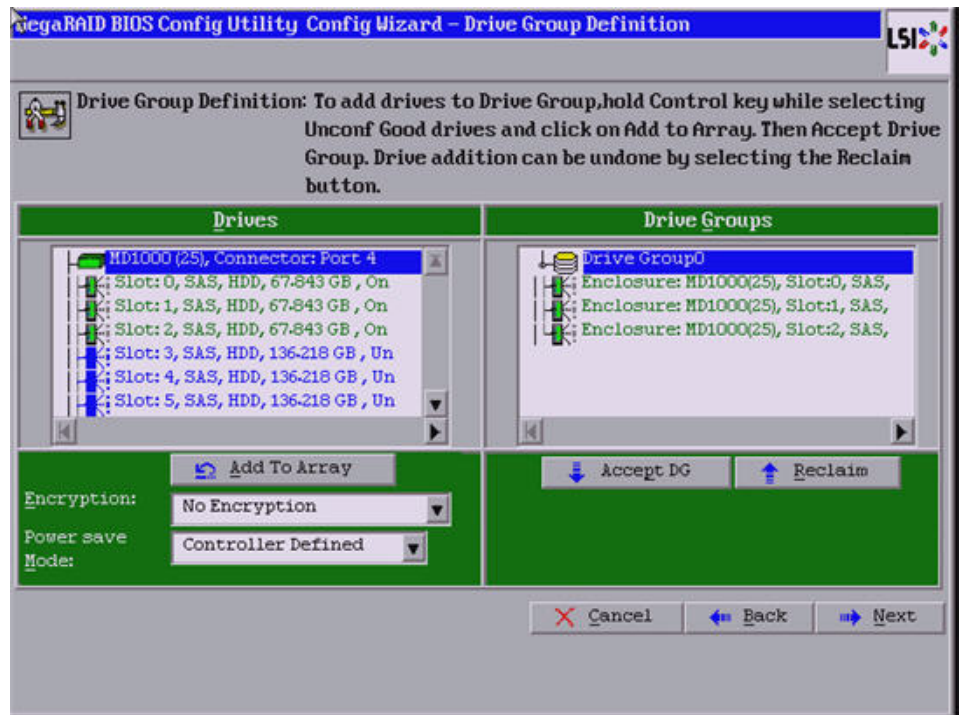 egaRAID BIOS Config Utility Config Wizard – Drive Group Definition
LSI
Drive Group Definition: To add drives to Drive Group,hold Control key while selecting
Unconf Good drives and click on Add to Array. Then Accept Drive
Group. Drive addition can be undone by selecting the Reclaim
button.
Drives
MD1000 (25), Connector: Port 4
Slot: 0, SAS, HDD, 67.843 GB , On
Slot: 1, SAS, HDD, 67.843 GB , On
Slot: 2, SAS, HDD, 67.843 GB , On
Slot: 3, SAS, HDD, 136.218 GB , Un
Slot: 4, SAS, HDD, 136.218 GB , Un
Slot: 5, SAS, HDD, 136.218 GB , Un
Add To Array
Encryption:
No Encryption
Power save
Mode:
Controller Defined
Drive Groups
Drive Group0
Enclosure: MD1000(25), Slot:0, SAS,
Enclosure: MD1000(25), Slot:1, SAS,
Enclosure: MD1000(25), Slot:2, SAS,
Accept DG
Reclaim
Cancel
Back
Next